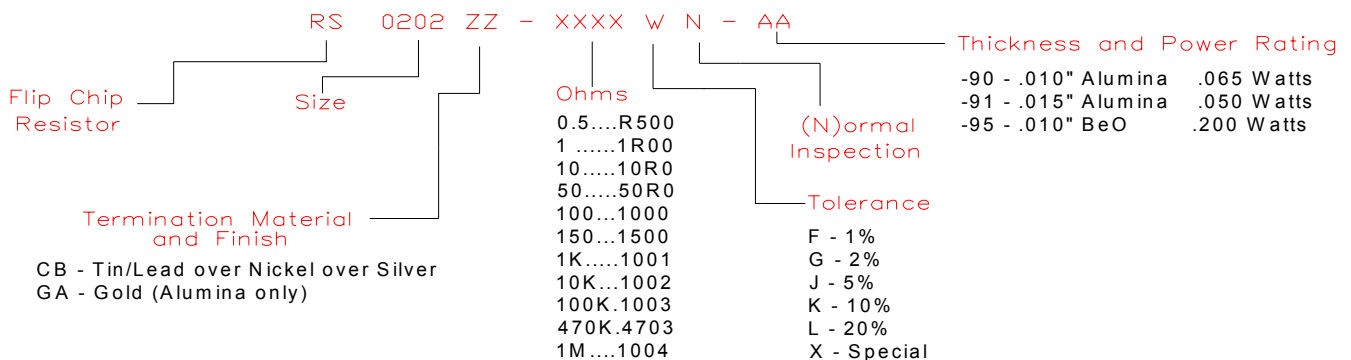 RS 0202 ZZ - XXXX W N - AA
Flip Chip
Resistor
Size
Termination Material
and Finish
CB - Tin/Lead over Nickel over Silver
GA - Gold (Alumina only)
Ohms
0.5....R500
1 ......1R00
10.....10R0
50.....50R0
100...1000
150...1500
1K.....1001
10K...1002
100K.1003
470K.4703
1M....1004
(N)ormal
Inspection
Tolerance
F - 1%
G - 2%
J - 5%
K - 10%
L - 20%
X - Special
Thickness and Power Rating
-90 - .010" Alumina .065 Watts
-91 - .015" Alumina .050 Watts
-95 - .010" BeO .200 Watts